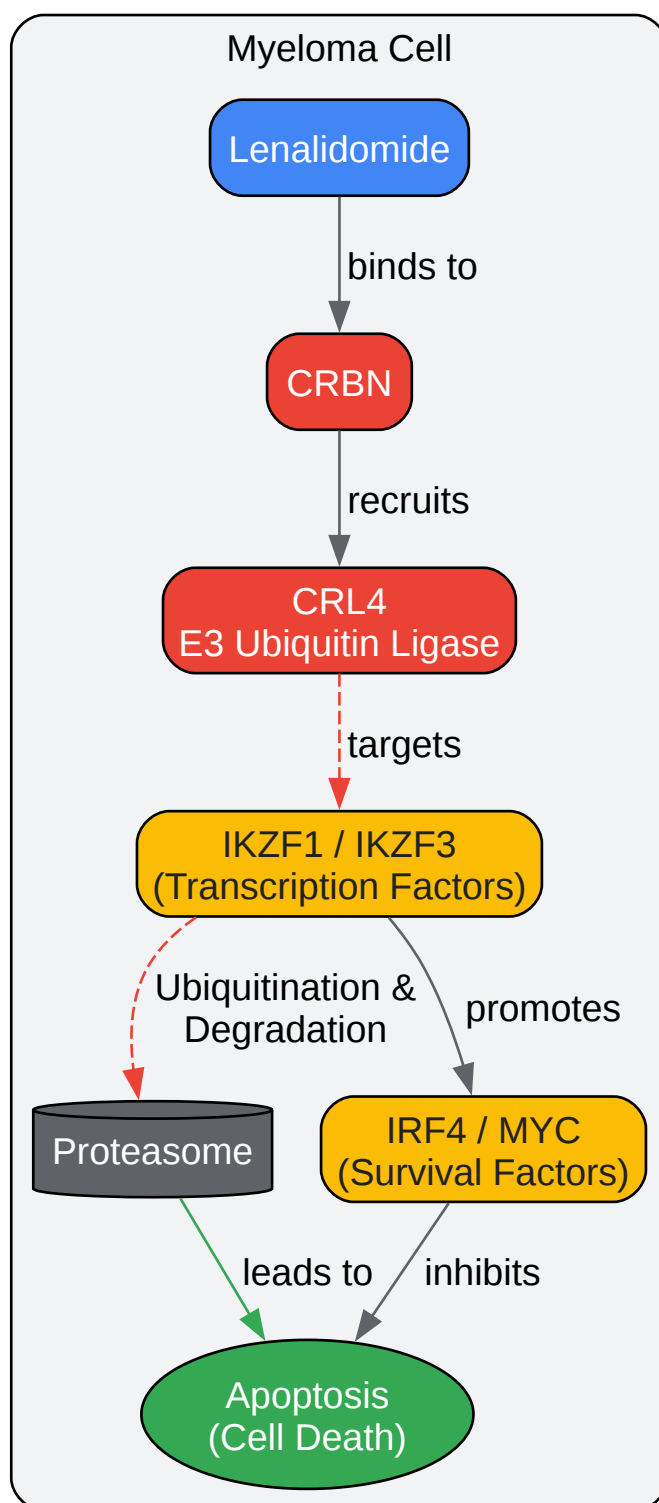 Myeloma Cell
Lenalidomide
binds to
CRBN
recruits
CRL4
E3 Ubiquitin Ligase
targets
IKZF1 / IKZF3
(Transcription Factors)
Ubiquitination &
Degradation
promotes
Proteasome
IRF4 / MYC
(Survival Factors)
leads to
inhibits
Apoptosis
(Cell Death)